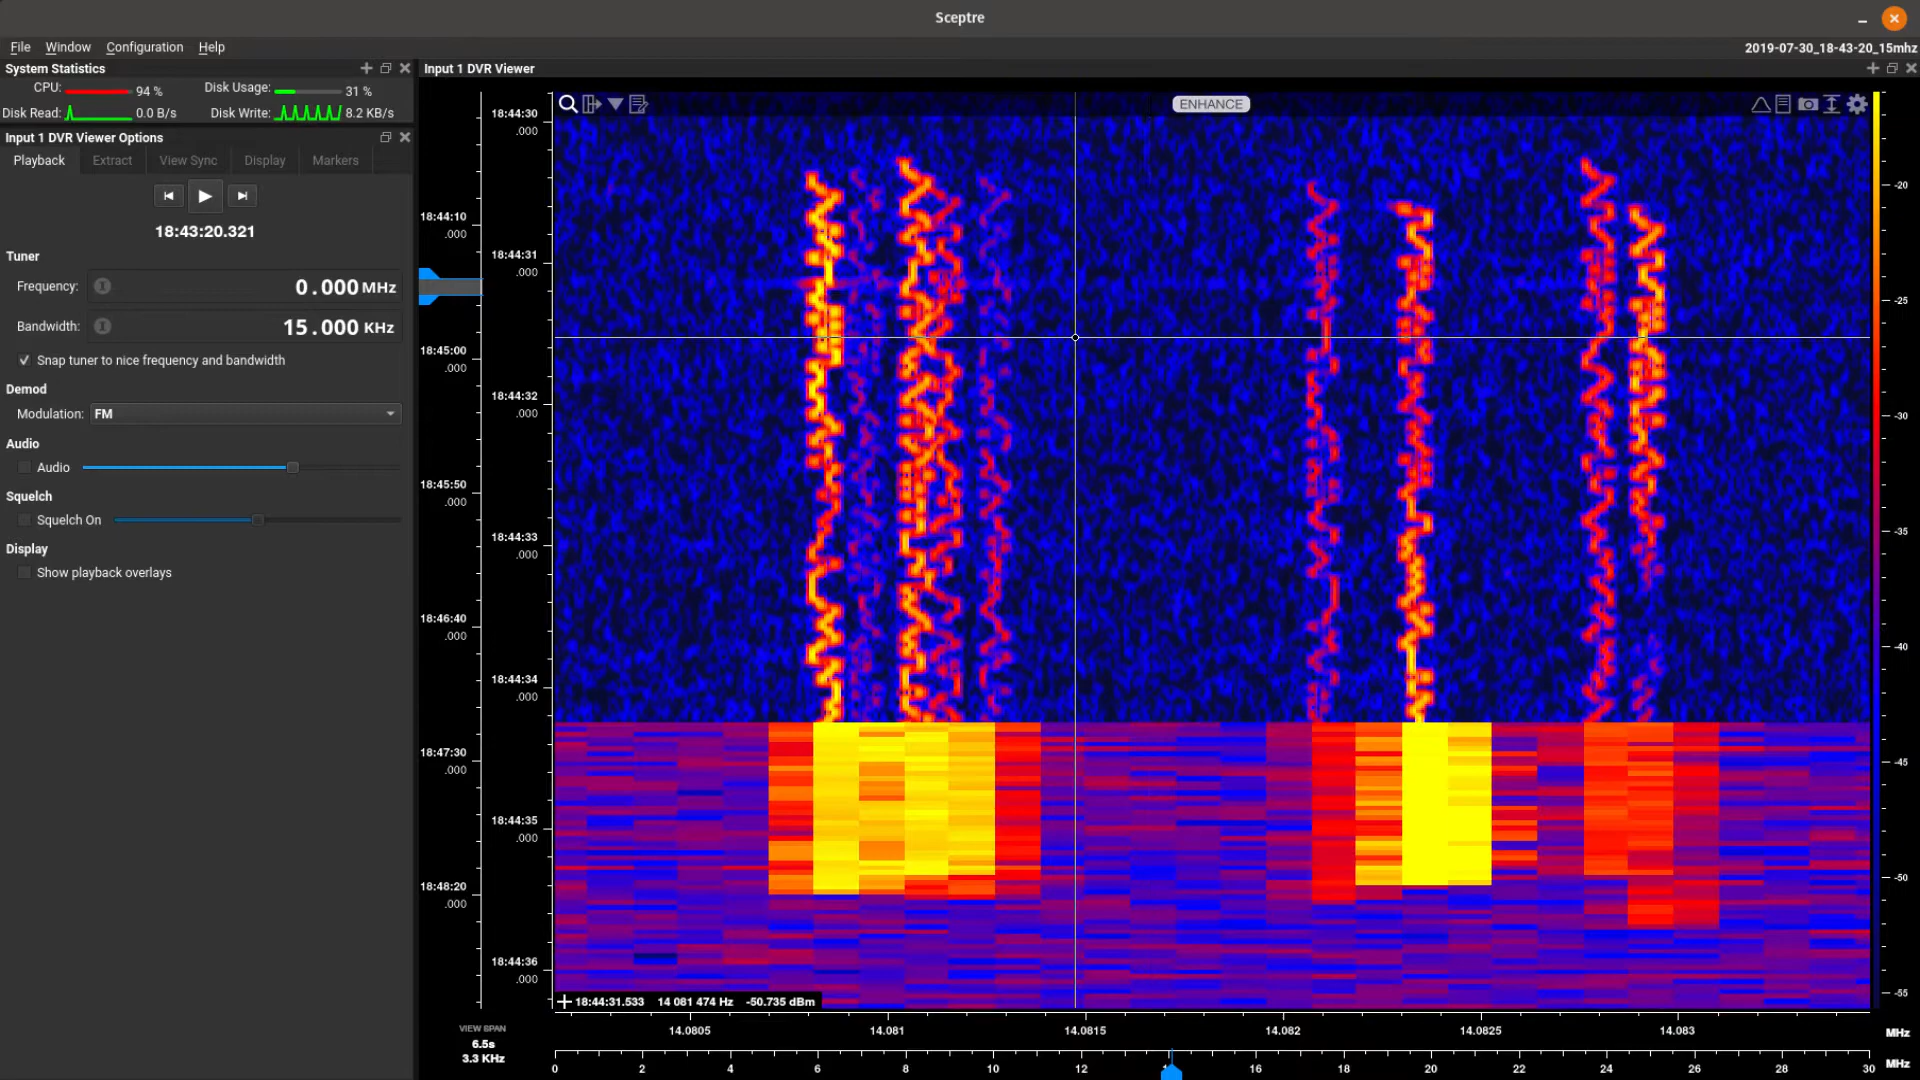 Sceptre
File Window Configuration Help
2019-07-30_18-43-20_15mhz
System Statistics
CPU: 94 % Disk Usage: 31 %
Disk Read: 0.0 B/s Disk Write: 8.2 KB/s
Input 1 DVR Viewer Options
Playback Extract View Sync Display Markers
18:43:20.321
Tuner
Frequency: 0.000 MHz
Bandwidth: 15.000 KHz
Snap tuner to nice frequency and bandwidth
Demod
Modulation: FM
Audio
Audio
Squelch
Squelch On
Display
Show playback overlays
Input 1 DVR Viewer
ENHANCE
18:44:10
.000
18:45:00
.000
18:45:50
.000
18:46:40
.000
18:47:30
.000
18:48:20
.000
18:44:30
.000
18:44:31
.000
18:44:32
.000
18:44:33
.000
18:44:34
.000
18:44:35
.000
18:44:36
.000
-20
-25
-30
-35
-40
-45
-50
-55
18:44:31.533 14 081 474 Hz -50.735 dBm
VIEW SPAN
6.5s
3.3 KHz
14.0805 14.081 14.0815 14.082 14.0825 14.083 MHz
0 2 4 6 8 10 12 16 18 20 22 24 26 28 30 MHz